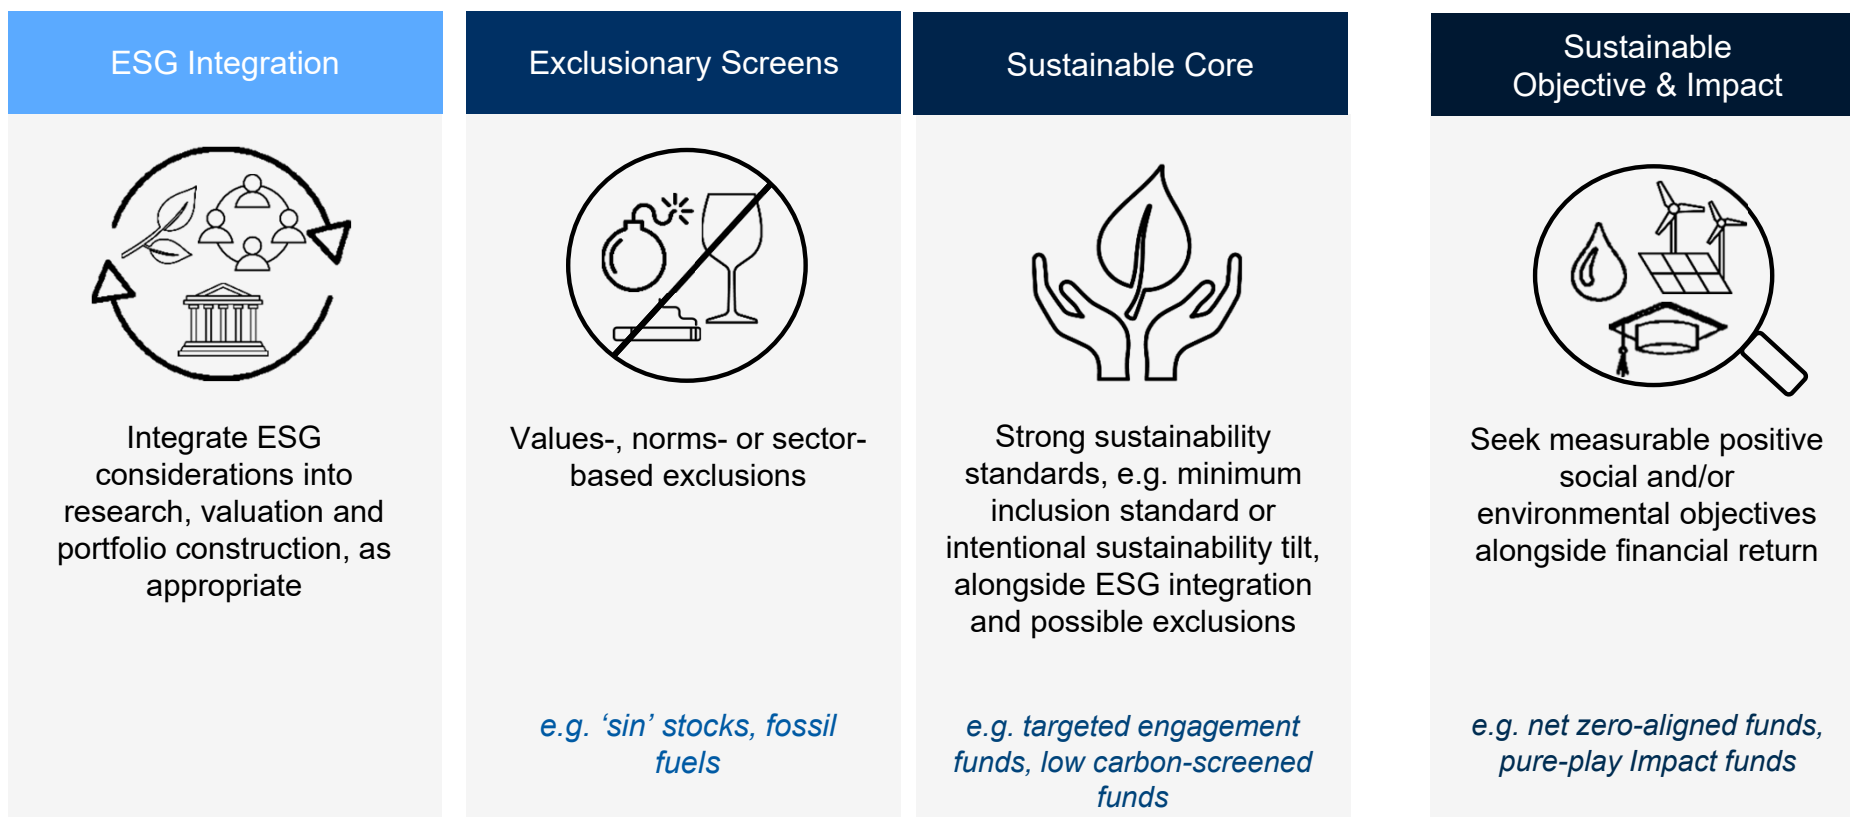 ESG Integration
Integrate ESG
considerations into
research, valuation and
portfolio construction, as
appropriate
Exclusionary Screens
Values-, norms- or sector-
based exclusions
e.g. ‘sin’ stocks, fossil
fuels
Sustainable Core
Strong sustainability
standards, e.g. minimum
inclusion standard or
intentional sustainability tilt,
alongside ESG integration
and possible exclusions
e.g. targeted engagement
funds, low carbon-screened
funds
Sustainable
Objective & Impact
Seek measurable positive
social and/or
environmental objectives
alongside financial return
e.g. net zero-aligned funds,
pure-play Impact funds